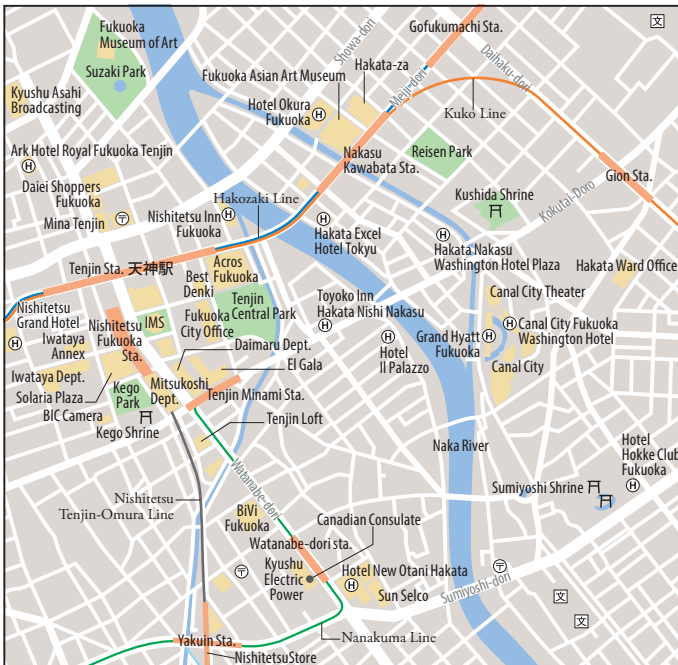 Fukuoka
Museum of Art
Suzaki Park
Kyushu Asahi
Broadcasting
Showa-dori
Gofukumachi Sta.
Daihaku-dori
文
Fukuoka Asian Art Museum
Hakata-za
Meiji-dori
Hotel Okura
Fukuoka
H
Kuko Line
Ark Hotel Royal Fukuoka Tenjin
H
Nakasu
Kawabata Sta.
Reisen Park
Gion Sta.
Daiei Shoppers
Fukuoka
Mina Tenjin
Hakozaki Line
Nishitetsu Inn
Fukuoka
H
Kushida Shrine
Kokutai-Doro
H
Hakata Excel
Hotel Tokyu
H
Hakata Nakasu
Washington Hotel Plaza
Tenjin Sta. 天神駅
Acros
Fukuoka
Best
Denki
Hakata Ward Office
Canal City Theater
Nishitetsu
Grand Hotel
H
Nishitetsu
Fukuoka
Sta.
IMS
Fukuoka
City Office
Tenjin
Central Park
Toyoko Inn
Hakata Nishi Nakasu
H
Canal City Fukuoka
Washington Hotel
H
Grand Hyatt
Fukuoka
H
Hotel
Il Palazzo
H
Canal City
Iwataya
Annex
Daimaru Dept.
El Gala
Iwataya Dept.
Solaria Plaza
BIC Camera
Kego
Park
Mitsukoshi
Dept.
Tenjin Minami Sta.
Kego Shrine
Tenjin Loft
Naka River
Hotel
Hokke Club
Fukuoka
H
Watanabe-dori
Nishitetsu
Tenjin-Omura Line
Sumiyoshi Shrine
BiVi
Fukuoka
Canadian Consulate
Watanabe-dori sta.
Kyushu
Electric
Power
Hotel New Otani Hakata
H
Sun Selco
Sumiyoshi-dori
文
文
Yakuin Sta.
Nanakuma Line
NishitetsuStore